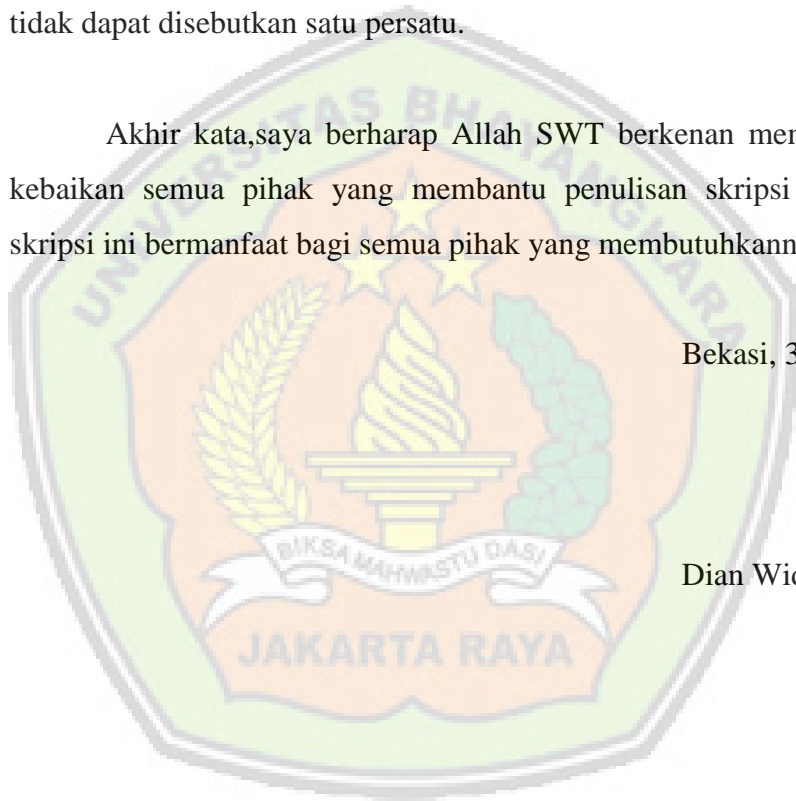 tidak dapat disebutkan satu persatu.
Akhir kata,saya berharap Allah SWT berkenan mem
kebaikan semua pihak yang membantu penulisan skripsi
skripsi ini bermanfaat bagi semua pihak yang membutuhkann
Bekasi, 3
Dian Wid
UNIVERSITAS BHAYANGKARA
BIKSA MAHWASTU DASI
JAKARTA RAYA